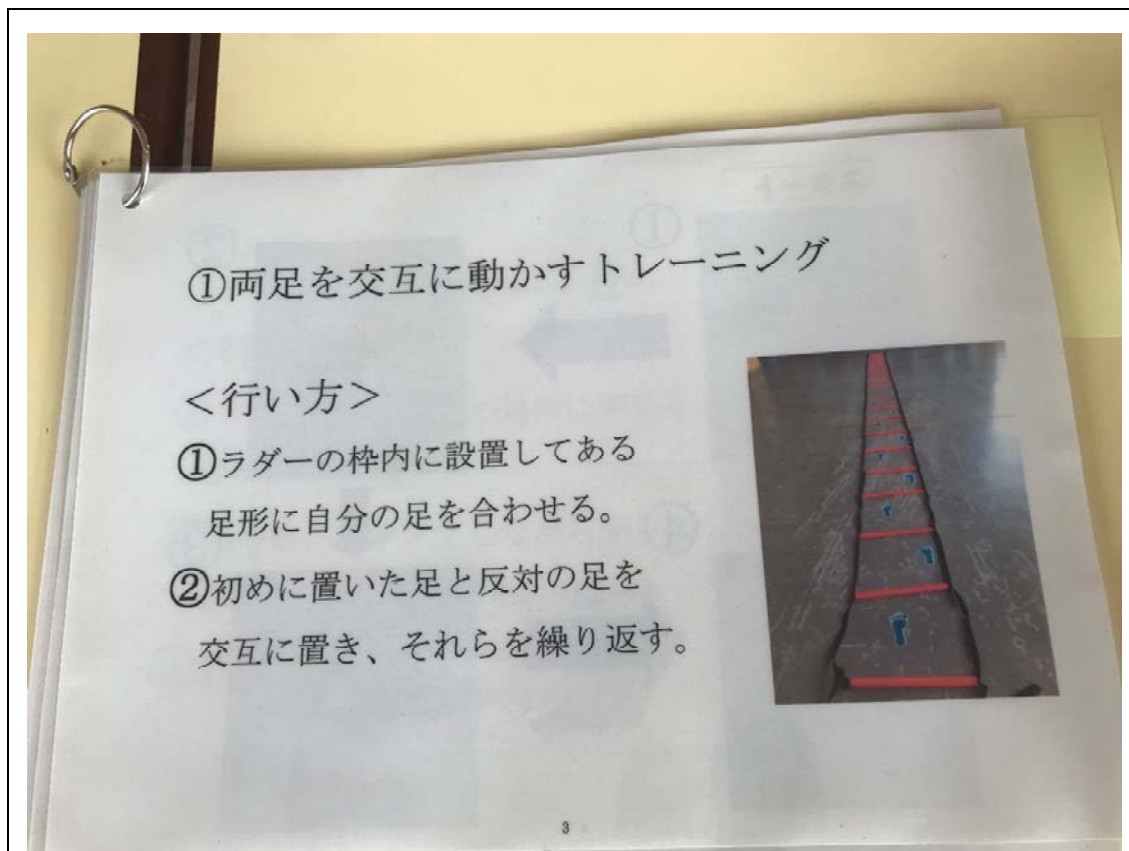 ①両足を交互に動かすトレーニング
＜行い方＞
①ラダーの枠内に設置してある
足形に自分の足を合わせる。
②初めに置いた足と反対の足を
交互に置き、それらを繰り返す。
3